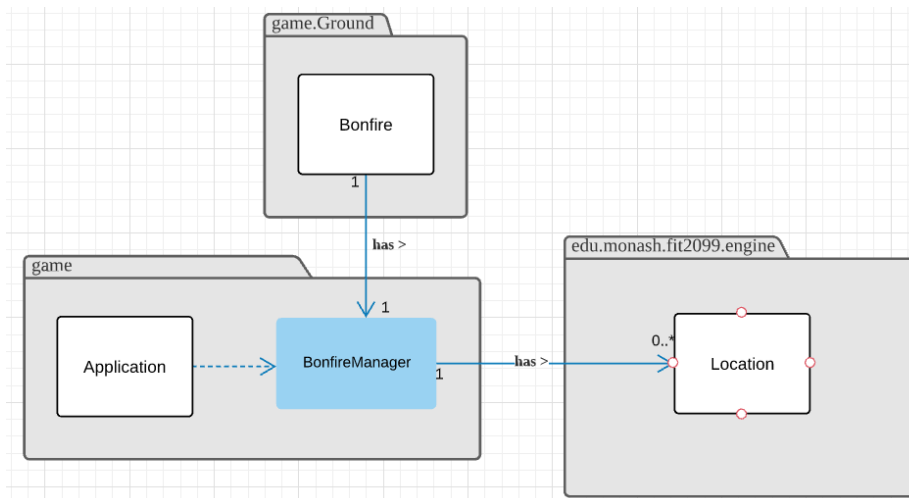 game.Ground
Bonfire
1
has >
1
game
Application
BonfireManager
1
has >
0..*
edu.monash.fit2099.engine
Location